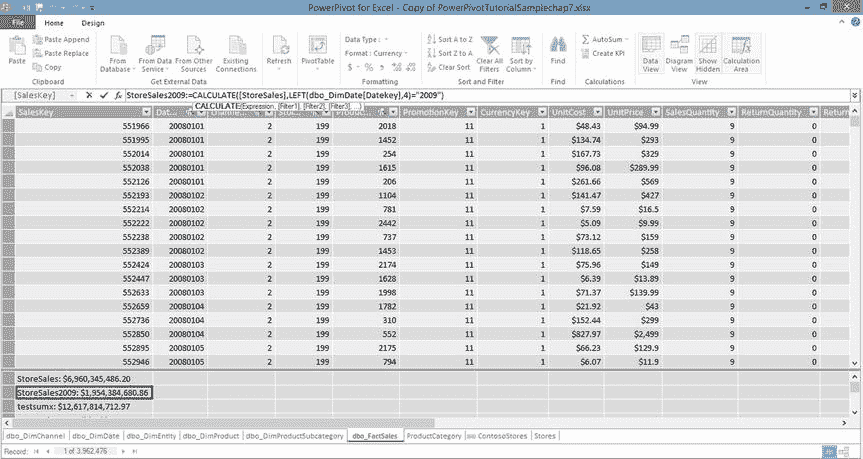 PowerPivot for Excel - Copy of PowerPivotTutorialSamplechap7.xlsx
File Home Design
Paste Paste Append Paste Replace Copy
From Database From Data Service From Other Sources Existing Connections Refresh PivotTable
Data Type : Format : Currency $ % ,
Sort A to Z Sort Z to A Clear Sort Clear All Filters Sort by Column Find AutoSum Create KPI
Data View Diagram View Show Hidden Calculation Area
Clipboard Get External Data Formatting Sort and Filter Find Calculations View
[SalesKey] fx StoreSales2009:=CALCULATE([StoreSales],LEFT(dbo_DimDate[Datekey],4)="2009")
CALCULATE(Expression, [Filter1], [Filter2], [Filter3], ...)
SalesKey Dat... PromotionKey CurrencyKey UnitCost UnitPrice SalesQuantity ReturnQuantity Return
551966 20080101 2 199 2018 11 1 $48.43 $94.99 9 0
551995 20080101 2 199 1452 11 1 $134.74 $293 9 0
552014 20080101 2 199 254 11 1 $167.73 $329 9 0
552038 20080101 2 199 1615 11 1 $96.08 $289.99 9 0
552126 20080101 2 199 206 11 1 $261.66 $569 9 0
552193 20080102 2 199 1104 11 1 $141.47 $427 9 0
552214 20080102 2 199 781 11 1 $7.59 $16.5 9 0
552222 20080102 2 199 2442 11 1 $5.09 $9.99 9 0
552238 20080102 2 199 737 11 1 $73.12 $159 9 0
552389 20080102 2 199 1453 11 1 $118.65 $258 9 0
552424 20080103 2 199 2174 11 1 $75.96 $149 9 0
552447 20080103 2 199 1628 11 1 $6.39 $13.89 9 0
552633 20080103 2 199 1998 11 1 $71.37 $139.99 9 0
552659 20080104 2 199 1782 11 1 $21.92 $43 9 0
552736 20080104 2 199 310 11 1 $152.44 $299 9 0
552850 20080104 2 199 552 11 1 $827.97 $2,499 9 0
552895 20080105 2 199 2175 11 1 $66.23 $129.9 9 0
552946 20080105 2 199 794 11 1 $6.07 $11.9 9 0
StoreSales: $6,960,345,486.20
StoreSales2009: $1,954,384,680.86
testsumx: $12,617,814,712.97
dbo_DimChannel dbo_DimDate dbo_DimEntity dbo_DimProduct dbo_DimProductSubcategory dbo_FactSales ProductCategory ContosoStores Stores
Record: 1 of 3,962,476